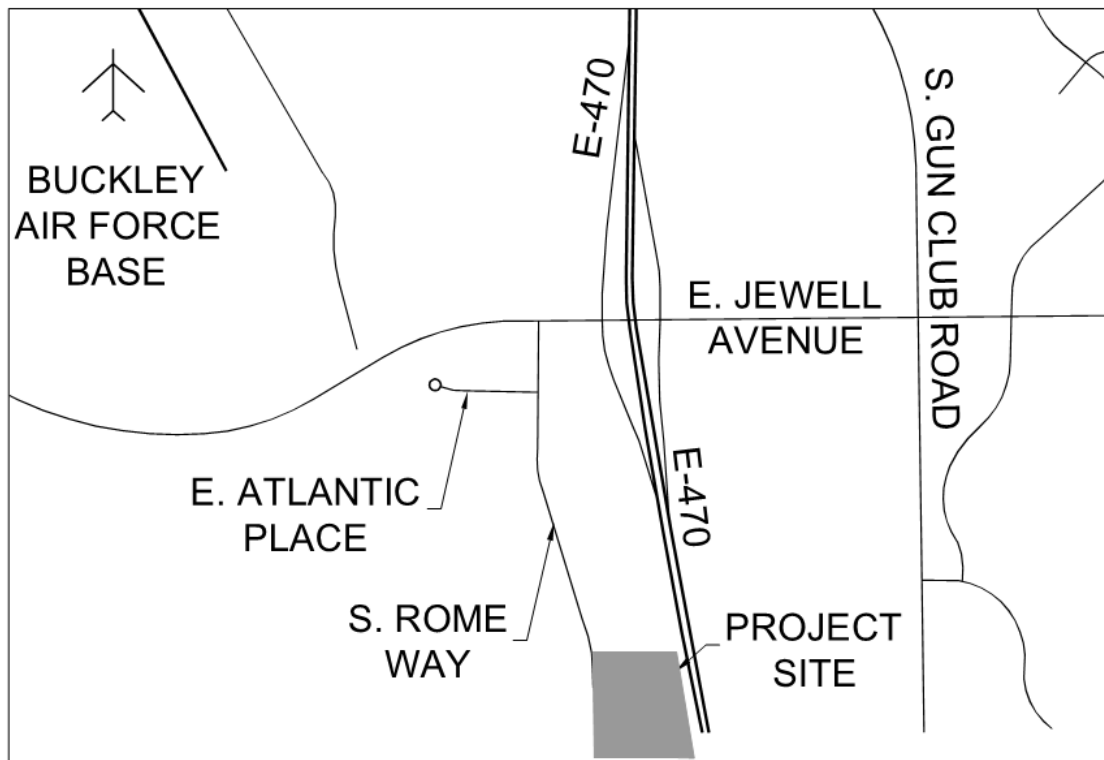 BUCKLEY
AIR FORCE
BASE
E-470
S. GUN CLUB ROAD
E. JEWELL
AVENUE
E. ATLANTIC
PLACE
E-470
S. ROME
WAY
PROJECT
SITE